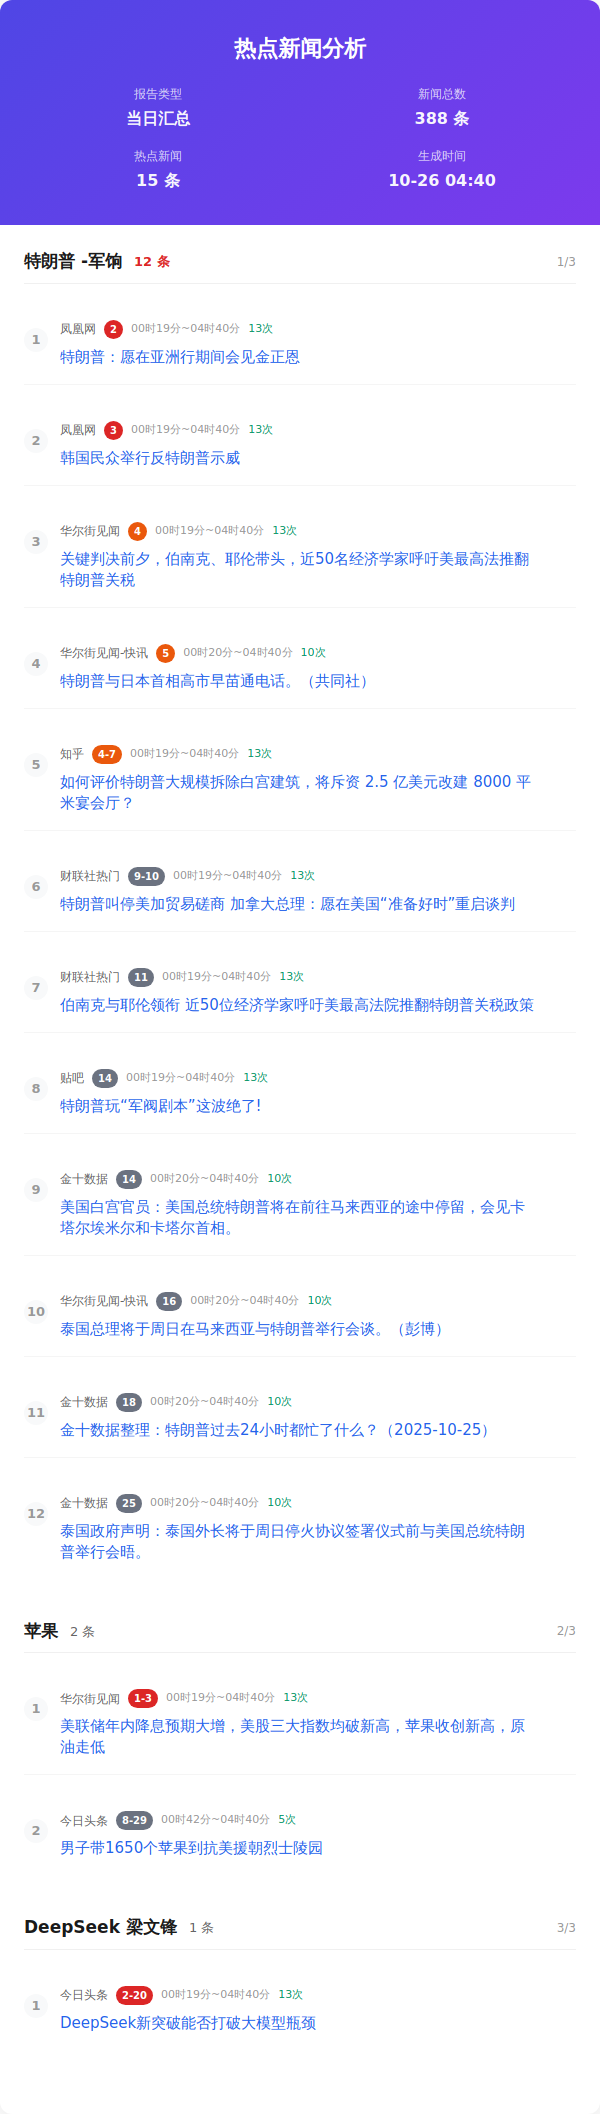 热点新闻分析
报告类型
新闻总数
当日汇总
388 条
热点新闻
生成时间
15 条
10-26 04:40
特朗普 -军饷 12 条 1/3
1 凤凰网 2 00时19分~04时40分 13次
特朗普：愿在亚洲行期间会见金正恩
2 凤凰网 3 00时19分~04时40分 13次
韩国民众举行反特朗普示威
3 华尔街见闻 4 00时19分~04时40分 13次
关键判决前夕，伯南克、耶伦带头，近50名经济学家呼吁美最高法推翻
特朗普关税
4 华尔街见闻-快讯 5 00时20分~04时40分 10次
特朗普与日本首相高市早苗通电话。（共同社）
5 知乎 4-7 00时19分~04时40分 13次
如何评价特朗普大规模拆除白宫建筑，将斥资 2.5 亿美元改建 8000 平
米宴会厅？
6 财联社热门 9-10 00时19分~04时40分 13次
特朗普叫停美加贸易磋商 加拿大总理：愿在美国“准备好时”重启谈判
7 财联社热门 11 00时19分~04时40分 13次
伯南克与耶伦领衔 近50位经济学家呼吁美最高法院推翻特朗普关税政策
8 贴吧 14 00时19分~04时40分 13次
特朗普玩“军阀剧本”这波绝了!
9 金十数据 14 00时20分~04时40分 10次
美国白宫官员：美国总统特朗普将在前往马来西亚的途中停留，会见卡
塔尔埃米尔和卡塔尔首相。
10 华尔街见闻-快讯 16 00时20分~04时40分 10次
泰国总理将于周日在马来西亚与特朗普举行会谈。（彭博）
11 金十数据 18 00时20分~04时40分 10次
金十数据整理：特朗普过去24小时都忙了什么？（2025-10-25）
12 金十数据 25 00时20分~04时40分 10次
泰国政府声明：泰国外长将于周日停火协议签署仪式前与美国总统特朗
普举行会晤。
苹果 2 条 2/3
1 华尔街见闻 1-3 00时19分~04时40分 13次
美联储年内降息预期大增，美股三大指数均破新高，苹果收创新高，原
油走低
2 今日头条 8-29 00时42分~04时40分 5次
男子带1650个苹果到抗美援朝烈士陵园
DeepSeek 梁文锋 1 条 3/3
1 今日头条 2-20 00时19分~04时40分 13次
DeepSeek新突破能否打破大模型瓶颈